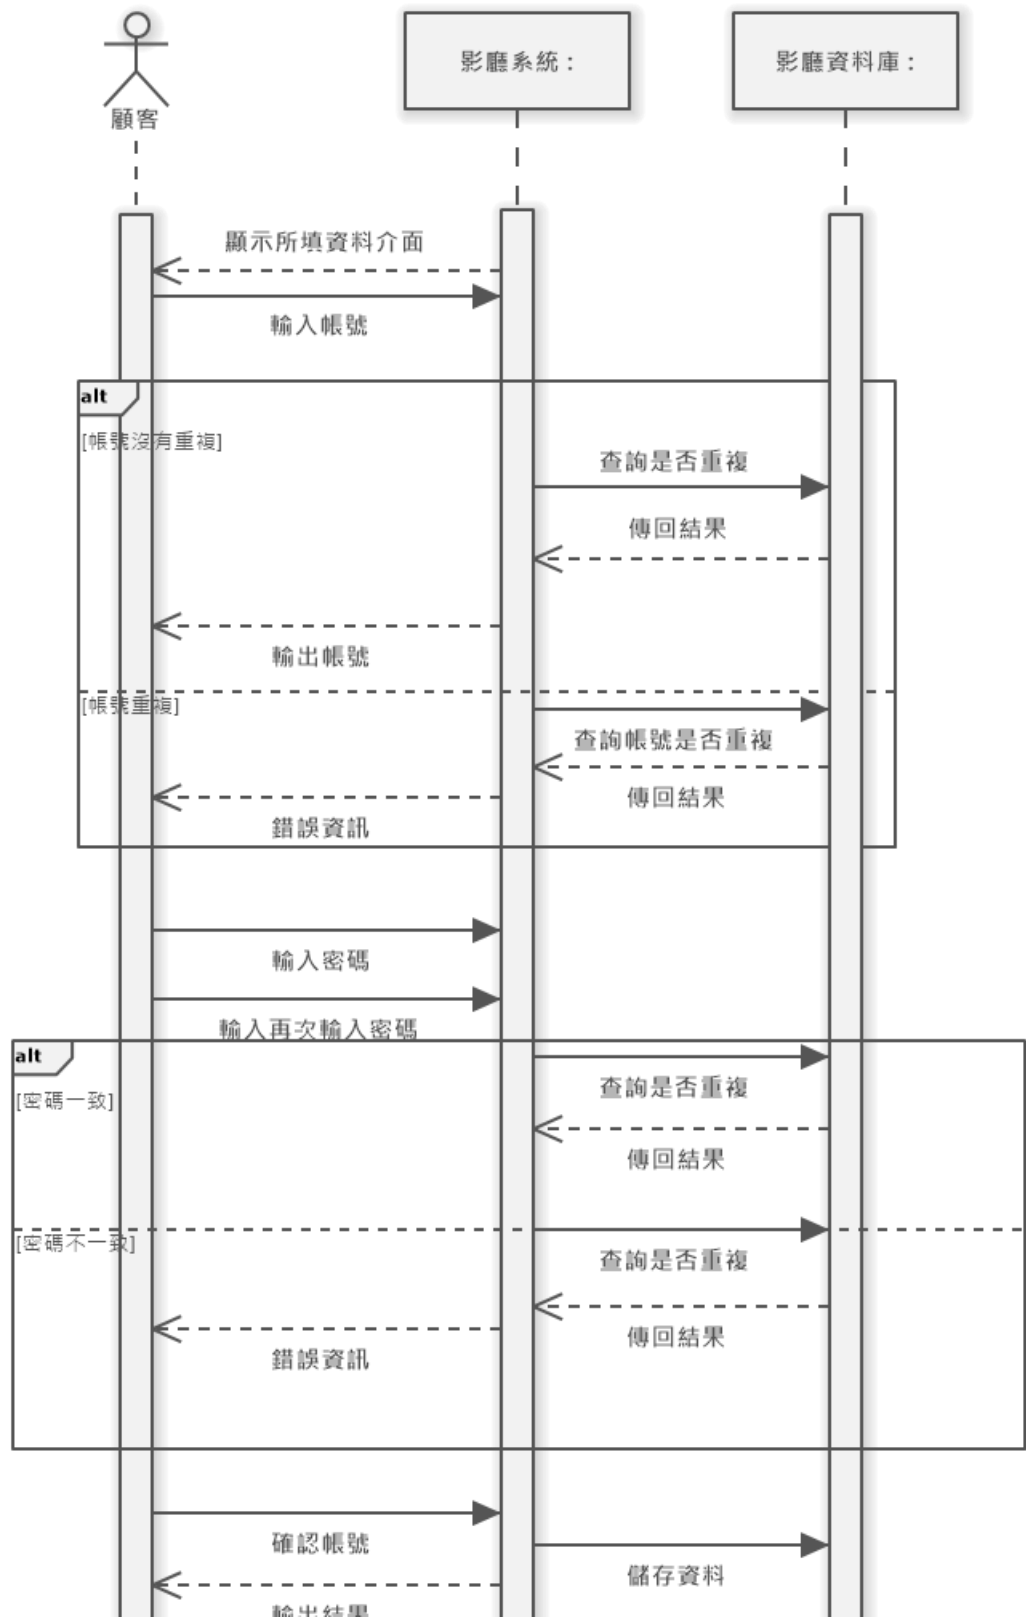 顧客
影廳系統：
影廳資料庫：
顯示所填資料介面
輸入帳號
alt
[帳號沒有重複]
查詢是否重複
傳回結果
輸出帳號
[帳號重複]
查詢帳號是否重複
傳回結果
錯誤資訊
輸入密碼
輸入再次輸入密碼
alt
[密碼一致]
查詢是否重複
傳回結果
[密碼不一致]
查詢是否重複
傳回結果
錯誤資訊
確認帳號
儲存資料
輸出結果